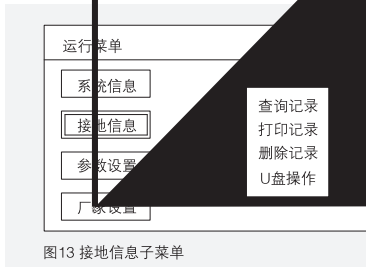 运行菜单
系统信息
接地信息
参数设置
厂家设置
查询记录
打印记录
删除记录
U盘操作
图13 接地信息子菜单